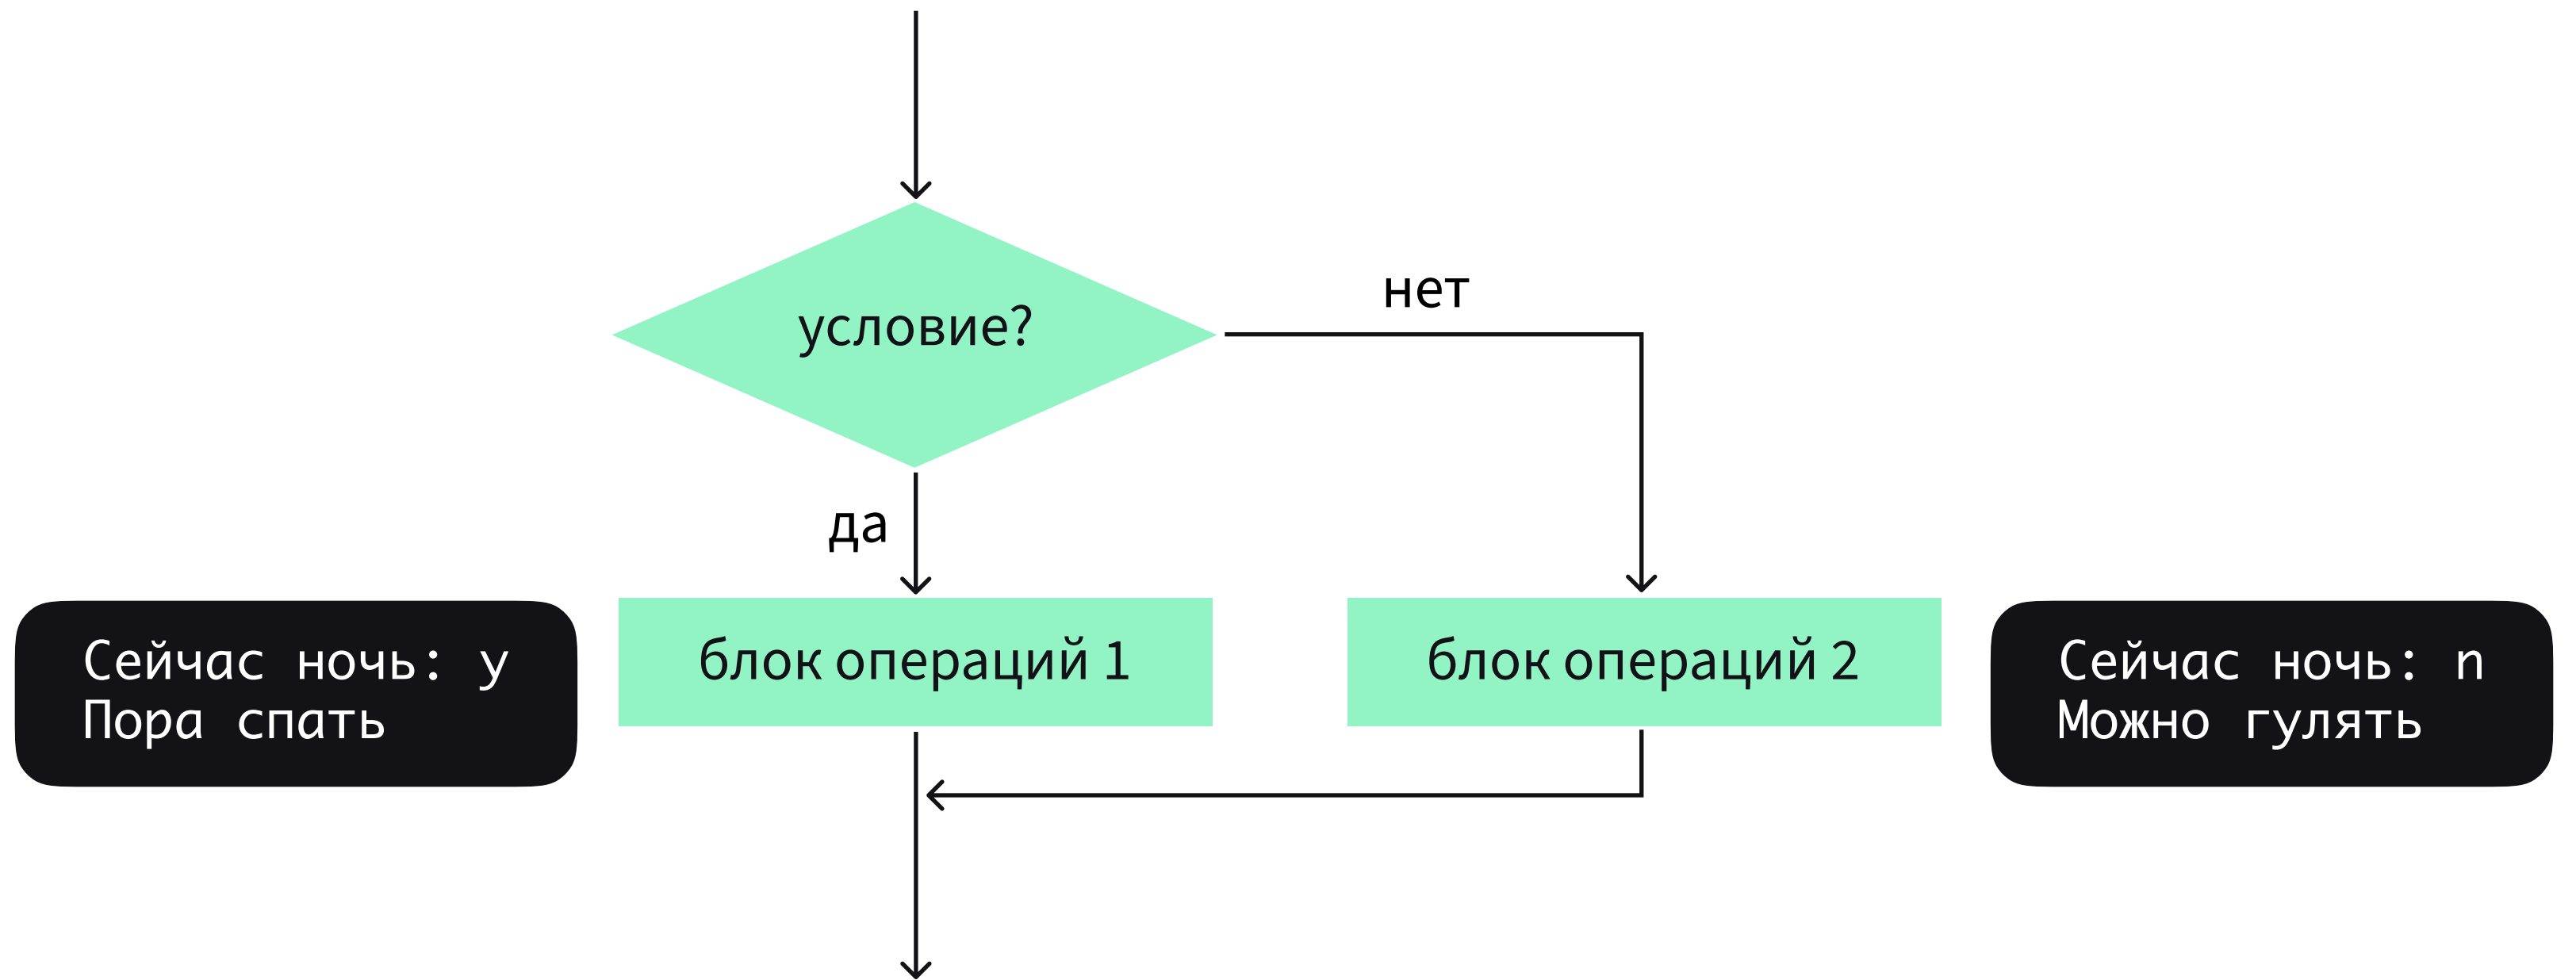 условие?
нет
да
Сейчас ночь: y
Пора спать
блок операций 1
блок операций 2
Сейчас ночь: n
Можно гулять